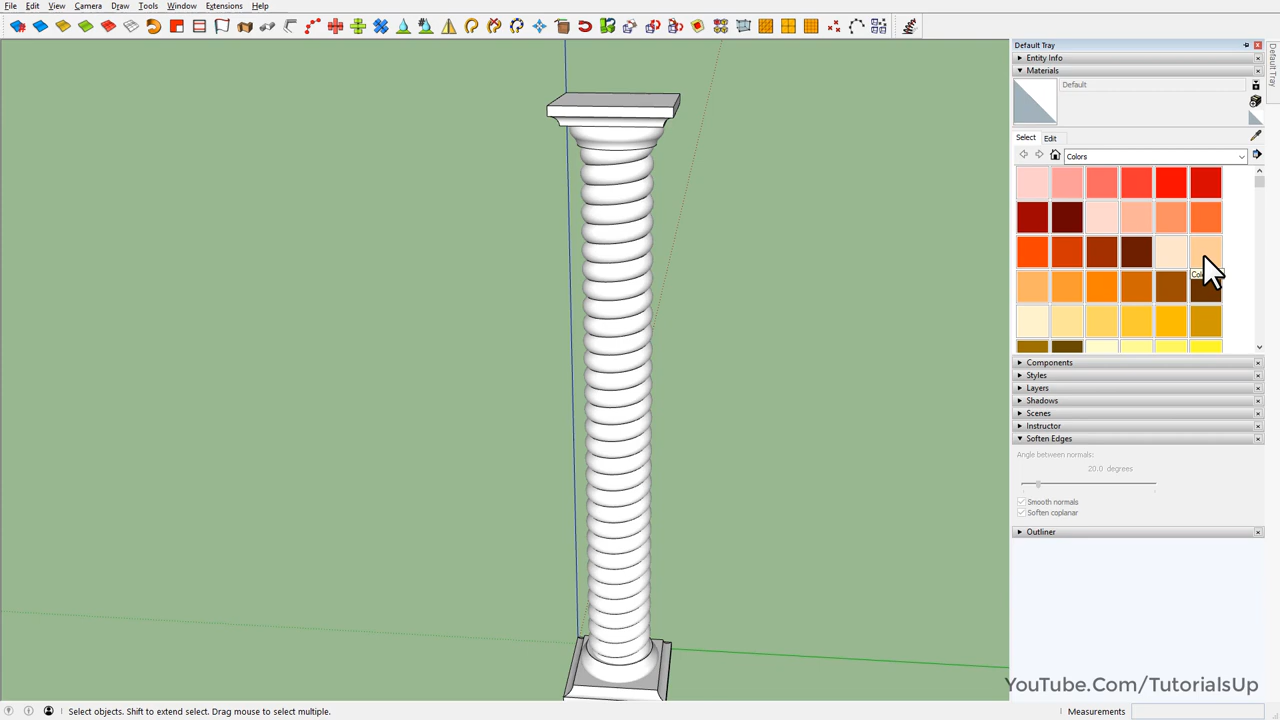 File Edit View Camera Draw Tools Window Extensions Help
Default Tray
Default Tray
Entity Info
Materials
Default
Select Edit
Colors
Components
Styles
Layers
Shadows
Scenes
Instructor
Soften Edges
Angle between normals:
20.0 degrees
Smooth normals
Soften coplanar
Outliner
YouTube.Com/TutorialsUp
Select objects. Shift to extend select. Drag mouse to select multiple.
Measurements